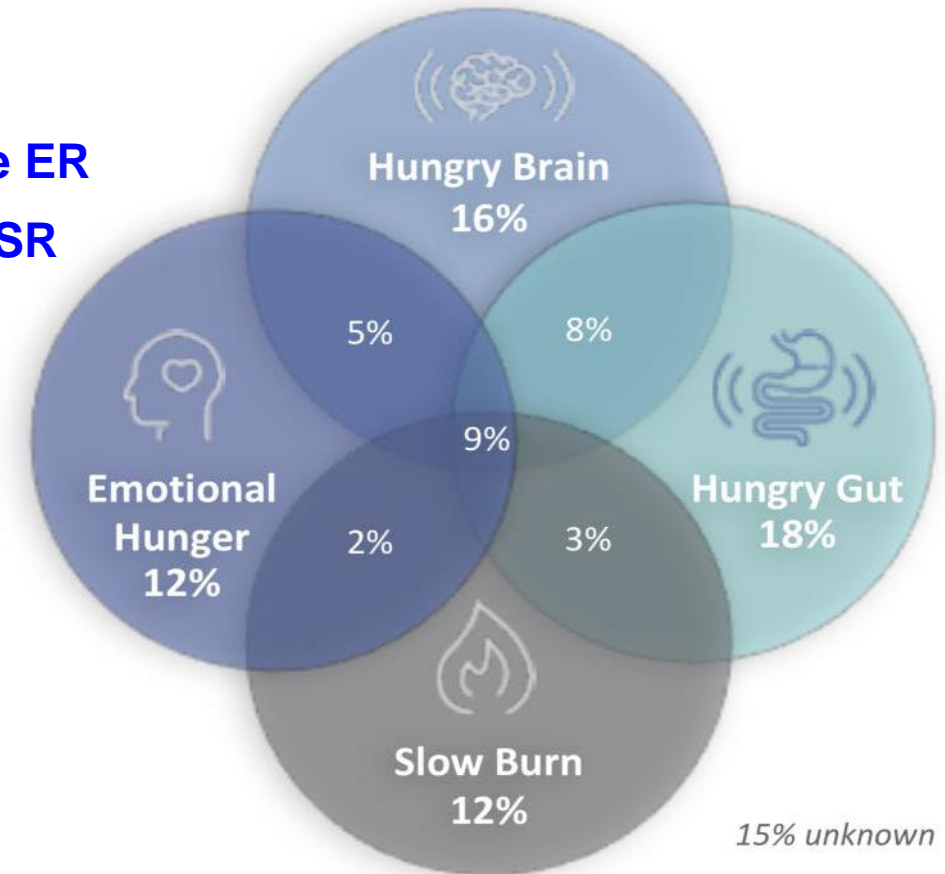 e ER
SR
Hungry Brain
16%
5%
8%
9%
Emotional
Hunger
12%
Hungry Gut
18%
2%
3%
Slow Burn
12%
15% unknown